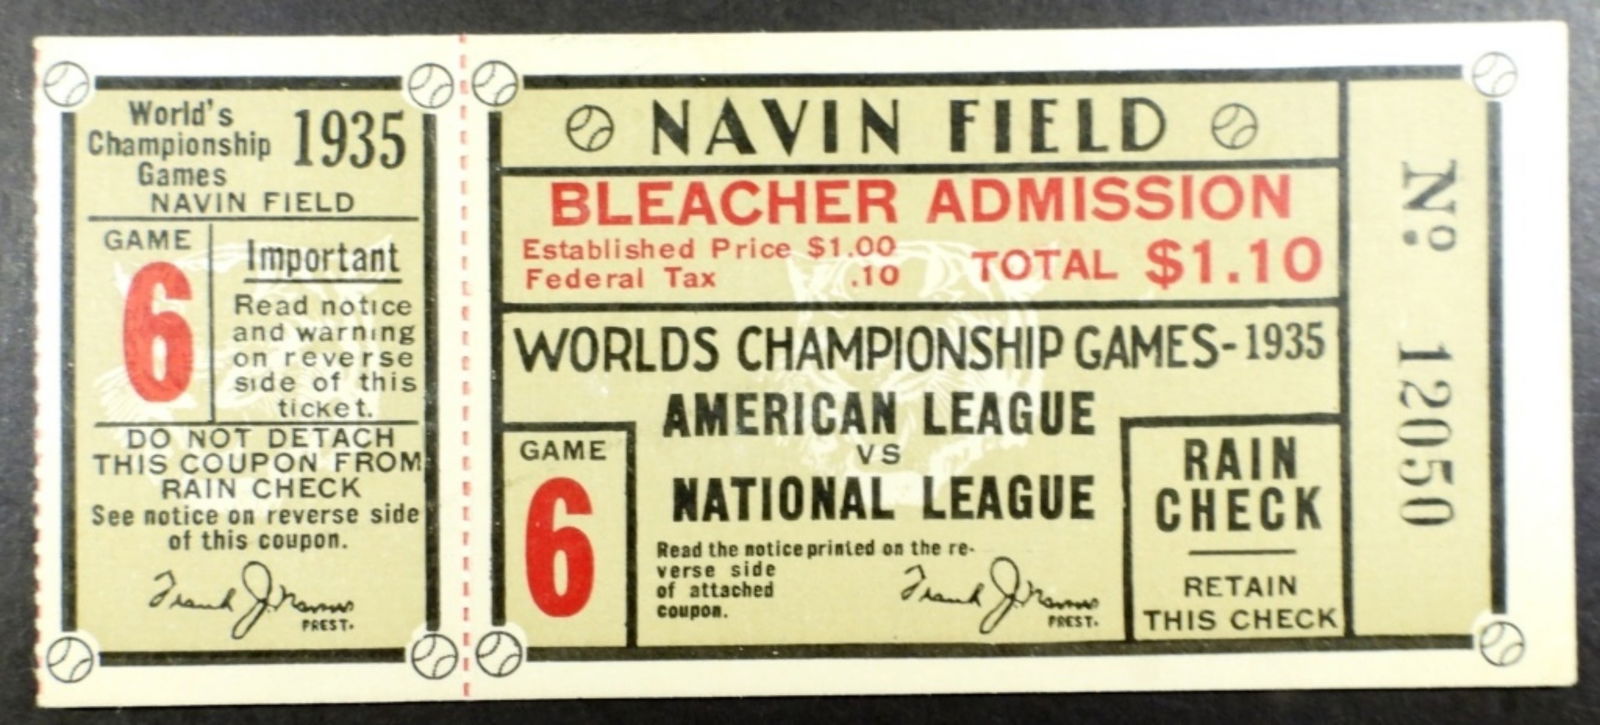 World's
Championship
Games
1935
NAVIN FIELD
GAME
6
Important
Read notice
and warning
on reverse
side of this
ticket.
DO NOT DETACH
THIS COUPON FROM
RAIN CHECK
See notice on reverse side
of this coupon.
Frank J Navin
PREST.
NAVIN FIELD
BLEACHER ADMISSION
Established Price $1.00
Federal Tax .10
TOTAL $1.10
WORLDS CHAMPIONSHIP GAMES-1935
AMERICAN LEAGUE
VS
NATIONAL LEAGUE
GAME
6
Read the notice printed on the re-
verse side
of attached
coupon.
Frank J Navin
PREST.
RAIN
CHECK
RETAIN
THIS CHECK
No. 12050